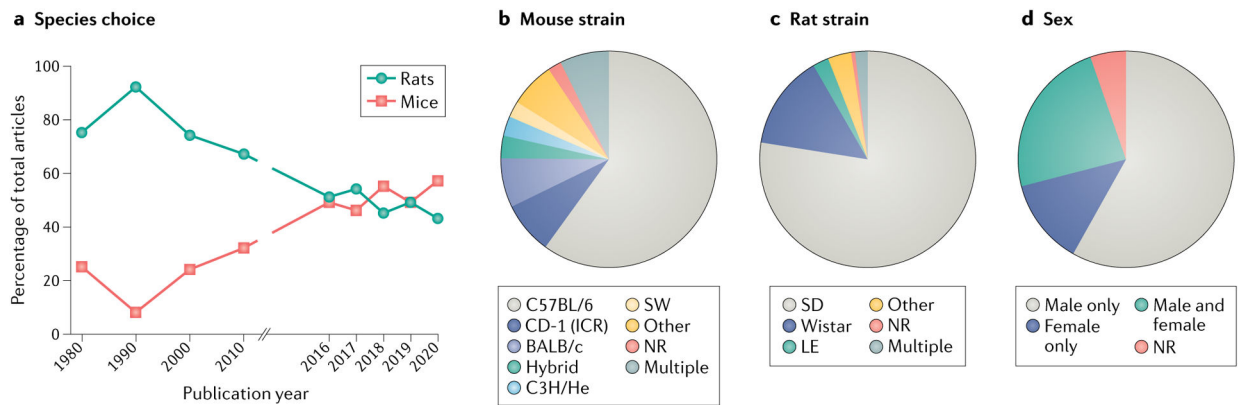 a Species choice
Percentage of total articles
100
80
60
40
20
0
Rats
Mice
1980
1990
2000
2010
2016
2017
2018
2019
2020
Publication year
b Mouse strain
C57BL/6
CD-1 (ICR)
BALB/c
Hybrid
C3H/He
SW
Other
NR
Multiple
c Rat strain
SD
Wistar
LE
Other
NR
Multiple
d Sex
Male only
Female
only
Male and
female
NR